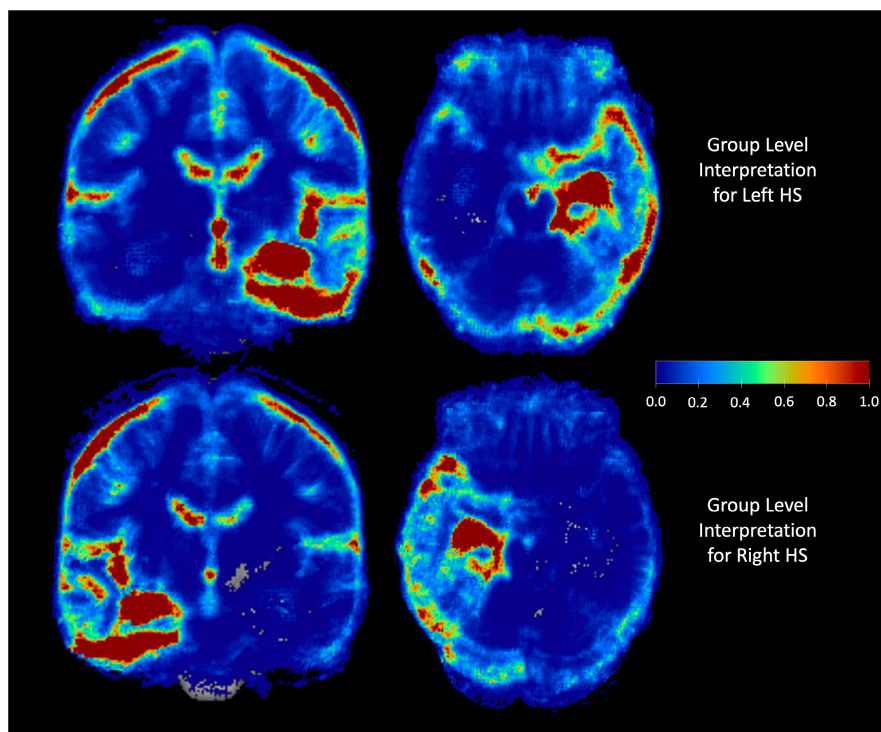 Group Level
Interpretation
for Left HS
0.0 0.2 0.4 0.6 0.8 1.0
Group Level
Interpretation
for Right HS